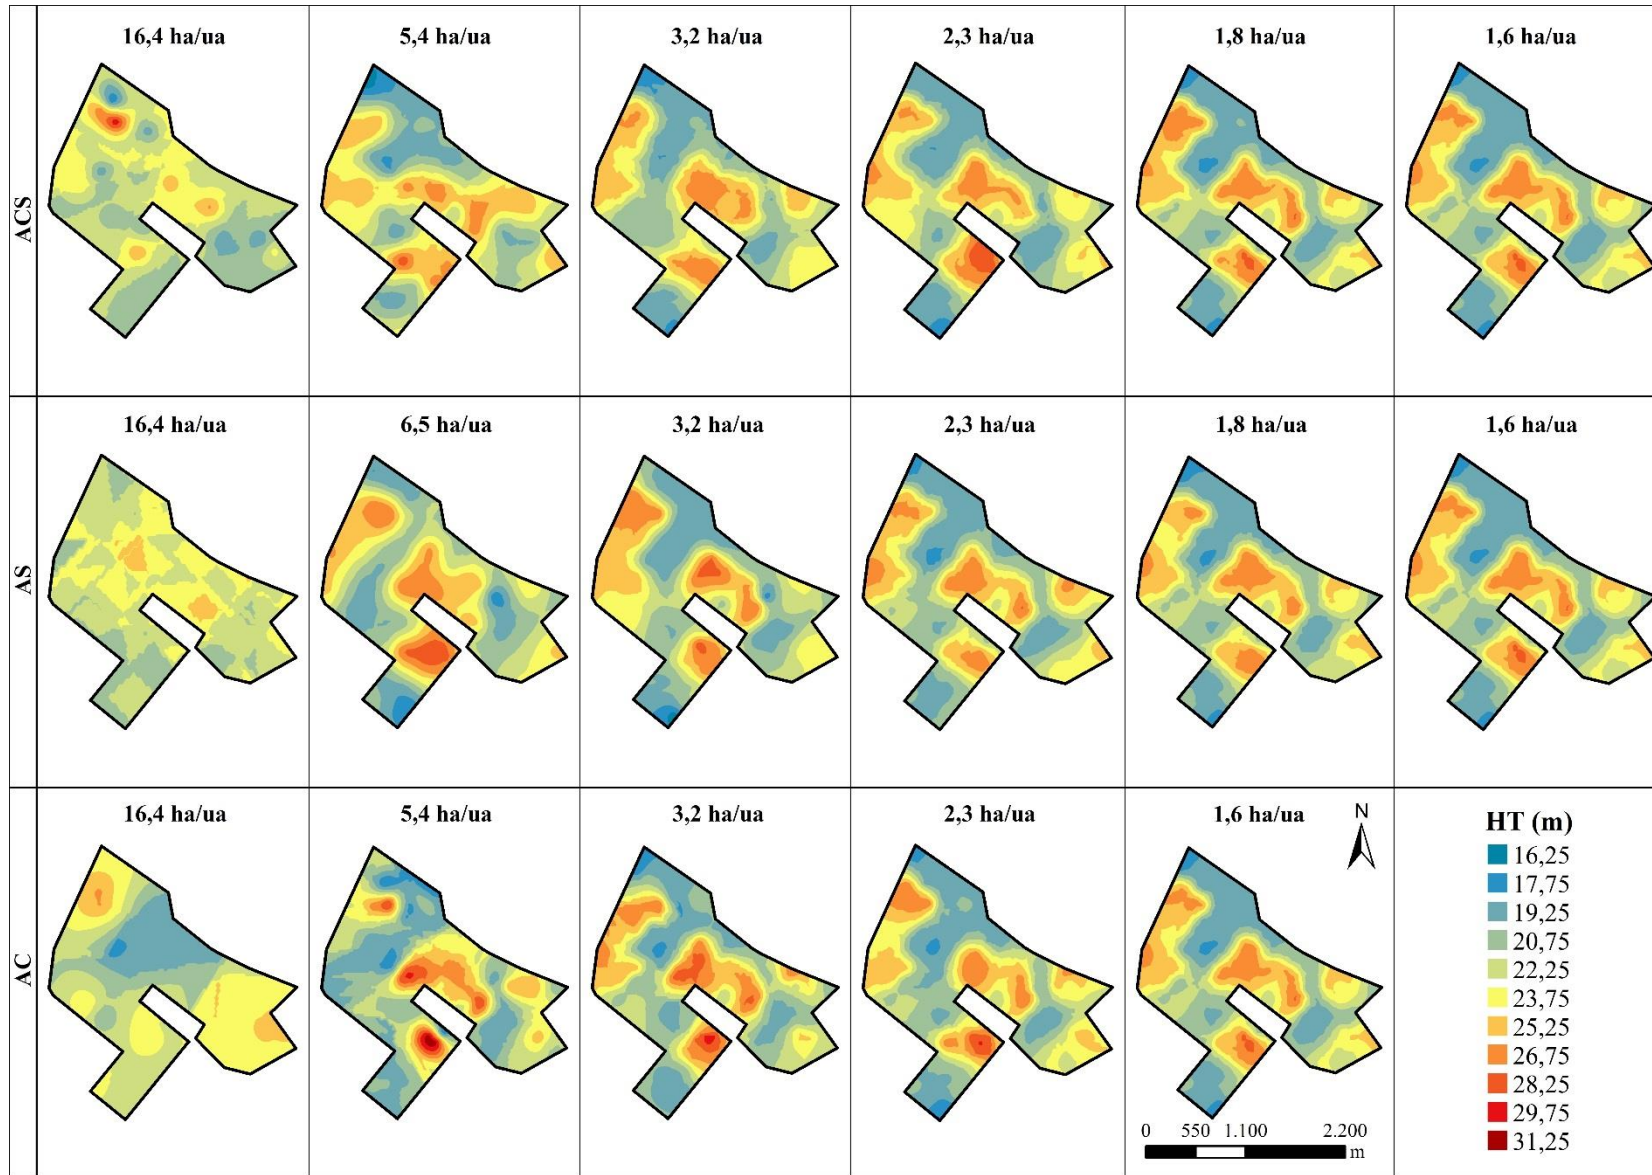 ACS
16,4 ha/ua
5,4 ha/ua
3,2 ha/ua
2,3 ha/ua
1,8 ha/ua
1,6 ha/ua
AS
16,4 ha/ua
6,5 ha/ua
3,2 ha/ua
2,3 ha/ua
1,8 ha/ua
1,6 ha/ua
AC
16,4 ha/ua
5,4 ha/ua
3,2 ha/ua
2,3 ha/ua
1,6 ha/ua
N
0 550 1.100 2.200
m
HT (m)
16,25
17,75
19,25
20,75
22,25
23,75
25,25
26,75
28,25
29,75
31,25